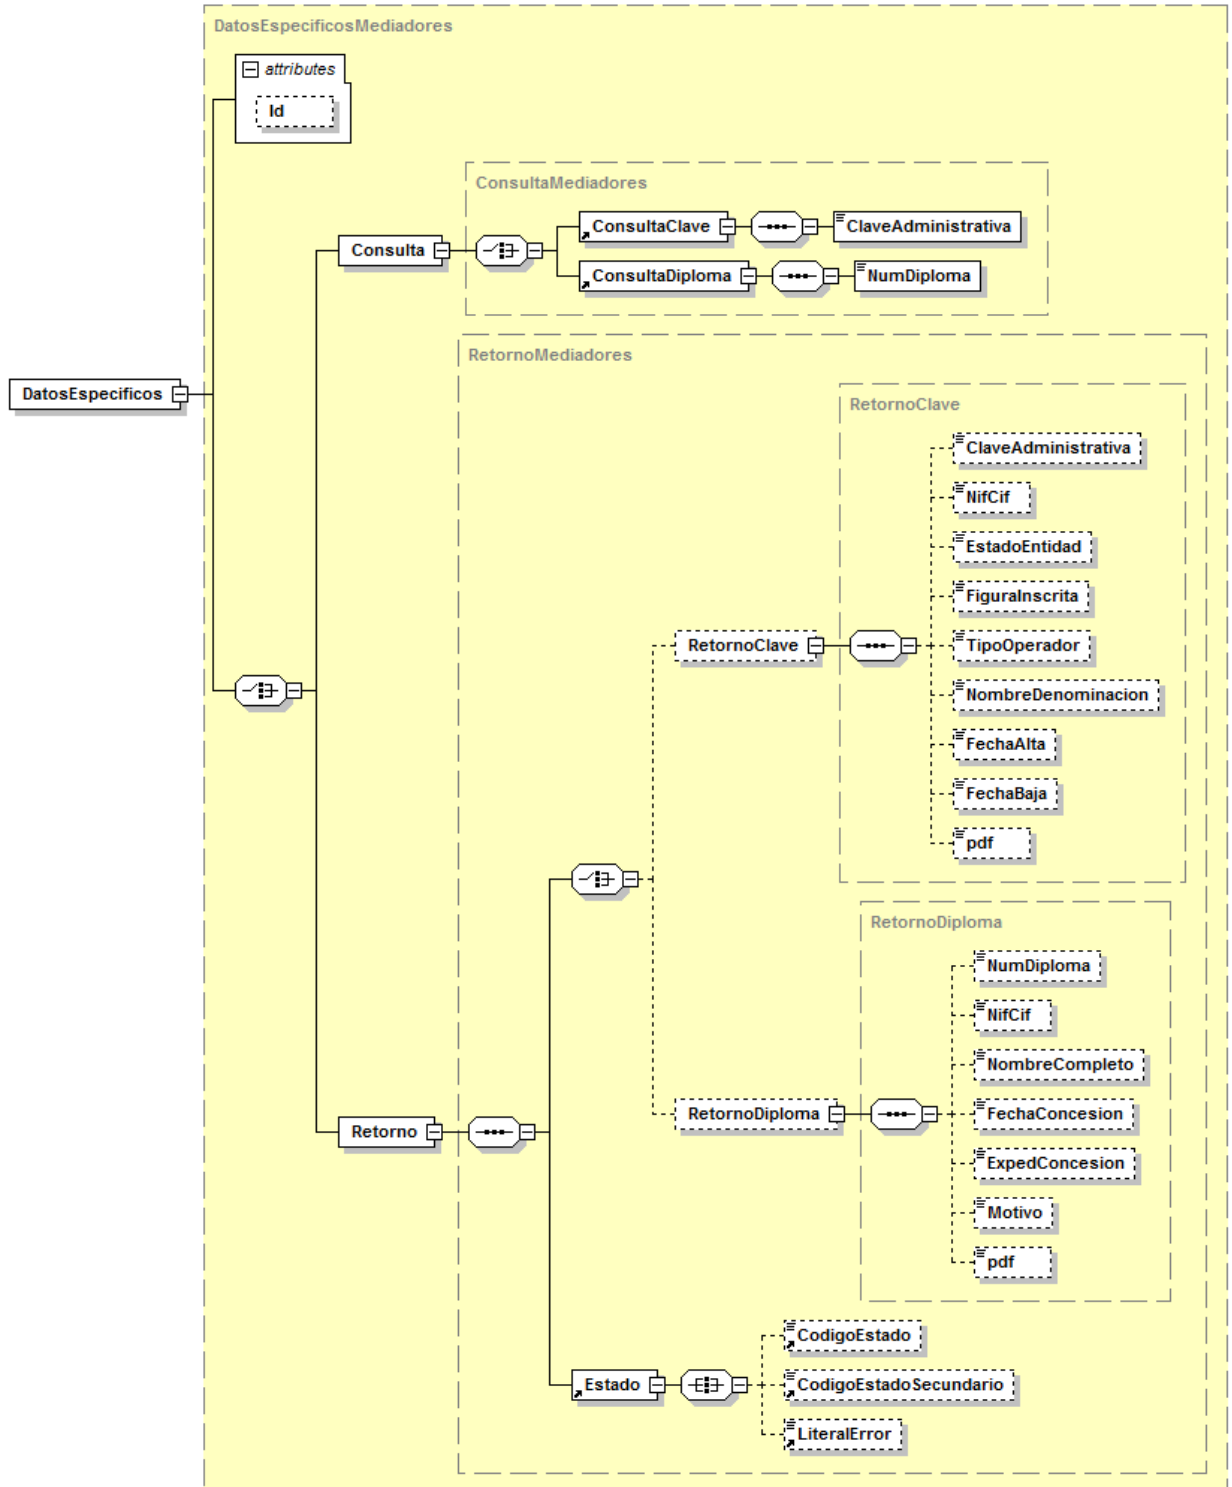 DatosEspecificosMediadores
attributes
Id
ConsultaMediadores
ConsultaClave
ClaveAdministrativa
Consulta
ConsultaDiploma
NumDiploma
RetornoMediadores
DatosEspecificos
RetornoClave
ClaveAdministrativa
NifCif
EstadoEntidad
FiguraInscrita
RetornoClave
TipoOperador
NombreDenominacion
FechaAlta
FechaBaja
pdf
RetornoDiploma
NumDiploma
NifCif
NombreCompleto
RetornoDiploma
FechaConcesion
Retorno
ExpedConcesion
Motivo
pdf
CodigoEstado
Estado
CodigoEstadoSecundario
LiteralError